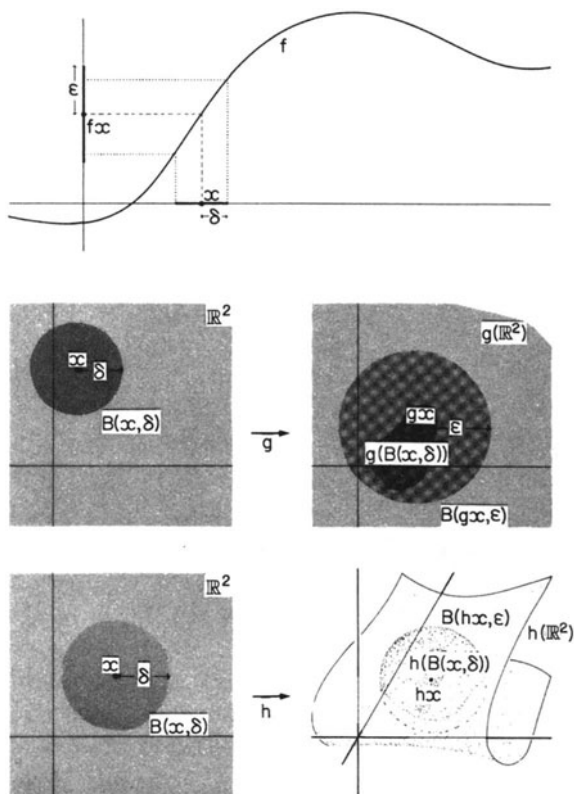 f
ε
fx
x
δ
ℝ²
x
δ
B(x,δ)
g
g(ℝ²)
gx
ε
g(B(x,δ))
B(gx,ε)
ℝ²
x
δ
B(x,δ)
h
B(hx,ε)
h(ℝ²)
h(B(x,δ))
hx